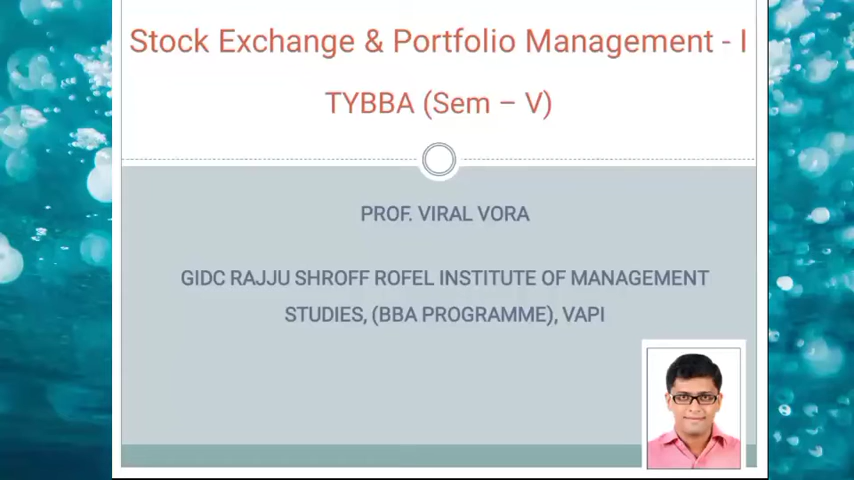 Stock Exchange & Portfolio Management - I
TYBBA (Sem – V)
PROF. VIRAL VORA
GIDC RAJJU SHROFF ROFEL INSTITUTE OF MANAGEMENT
STUDIES, (BBA PROGRAMME), VAPI